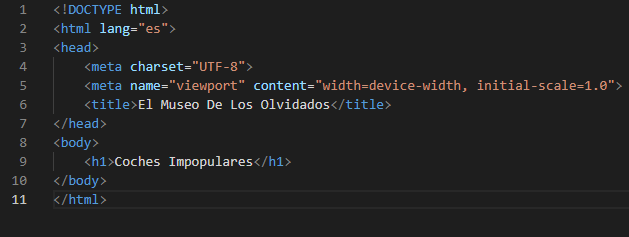 1 <!DOCTYPE html>
2 <html lang="es">
3 <head>
4     <meta charset="UTF-8">
5     <meta name="viewport" content="width=device-width, initial-scale=1.0">
6     <title>El Museo De Los Olvidados</title>
7 </head>
8 <body>
9     <h1>Coches Impopulares</h1>
10 </body>
11 </html>